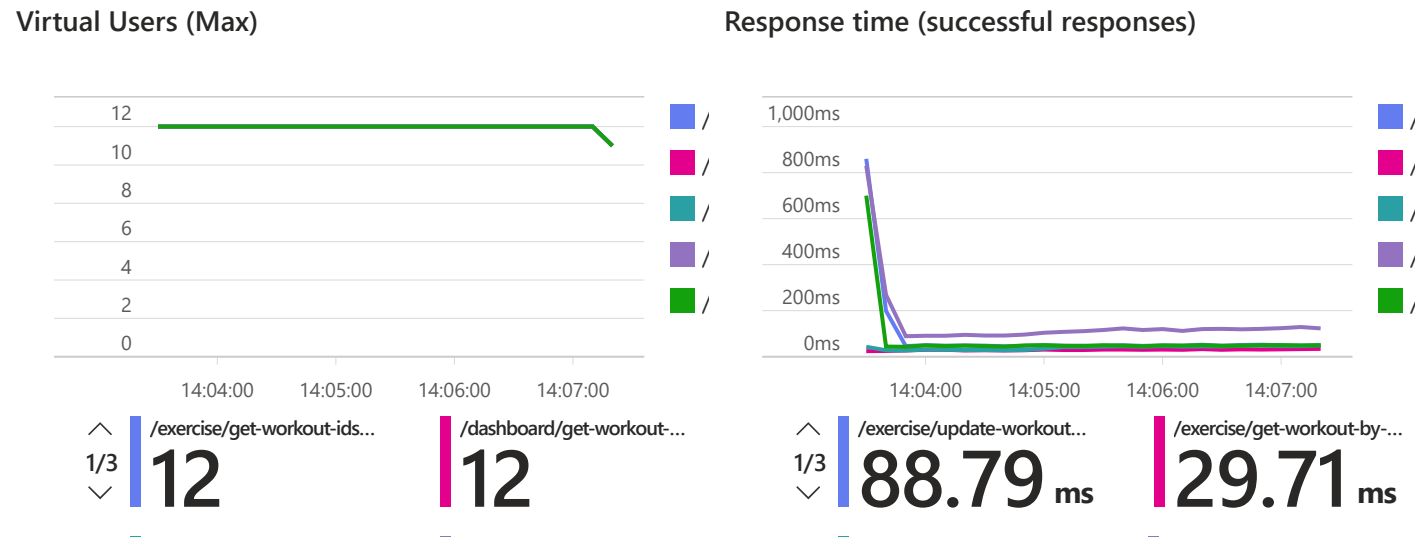 Virtual Users (Max)
12
10
8
6
4
2
0
14:04:00
14:05:00
14:06:00
14:07:00
/
/
/
/
/
1/3
/exercise/get-workout-ids...
12
/dashboard/get-workout-...
12
Response time (successful responses)
1,000ms
800ms
600ms
400ms
200ms
0ms
14:04:00
14:05:00
14:06:00
14:07:00
/
/
/
/
/
1/3
/exercise/update-workout...
88.79 ms
/exercise/get-workout-by-...
29.71 ms